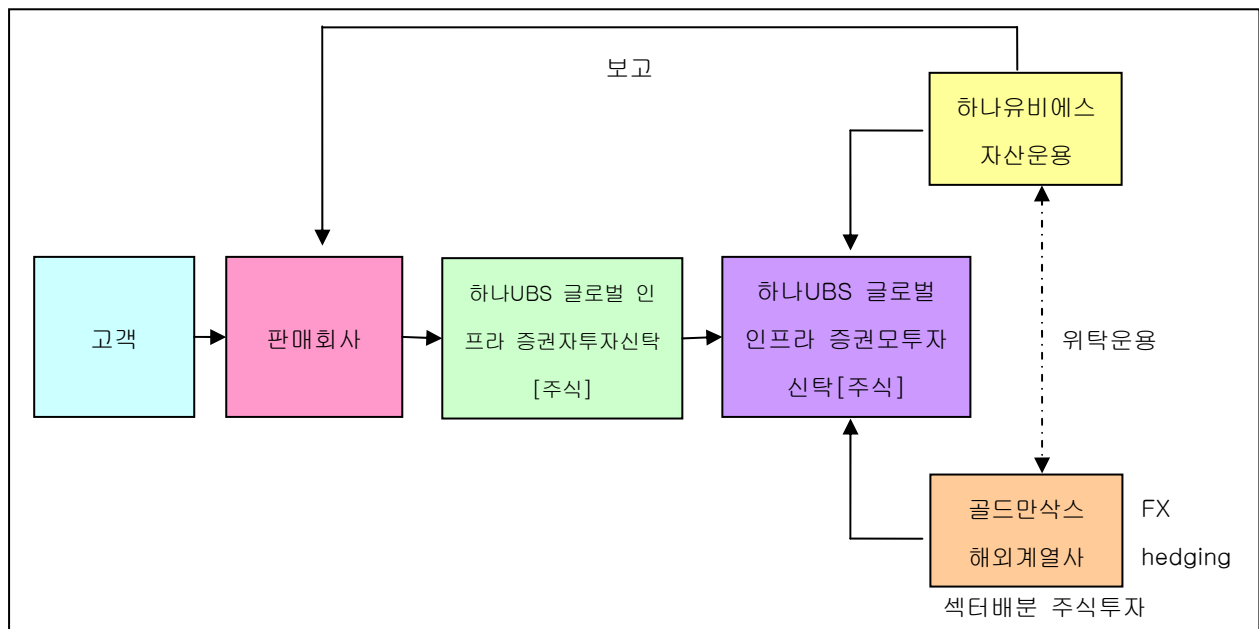 보고
하나유비에스
자산운용
고객
판매회사
하나UBS 글로벌 인
프라 증권자투자신탁
[주식]
하나UBS 글로벌
인프라 증권모투자
신탁[주식]
위탁운용
골드만삭스
해외계열사
FX
hedging
섹터배분 주식투자